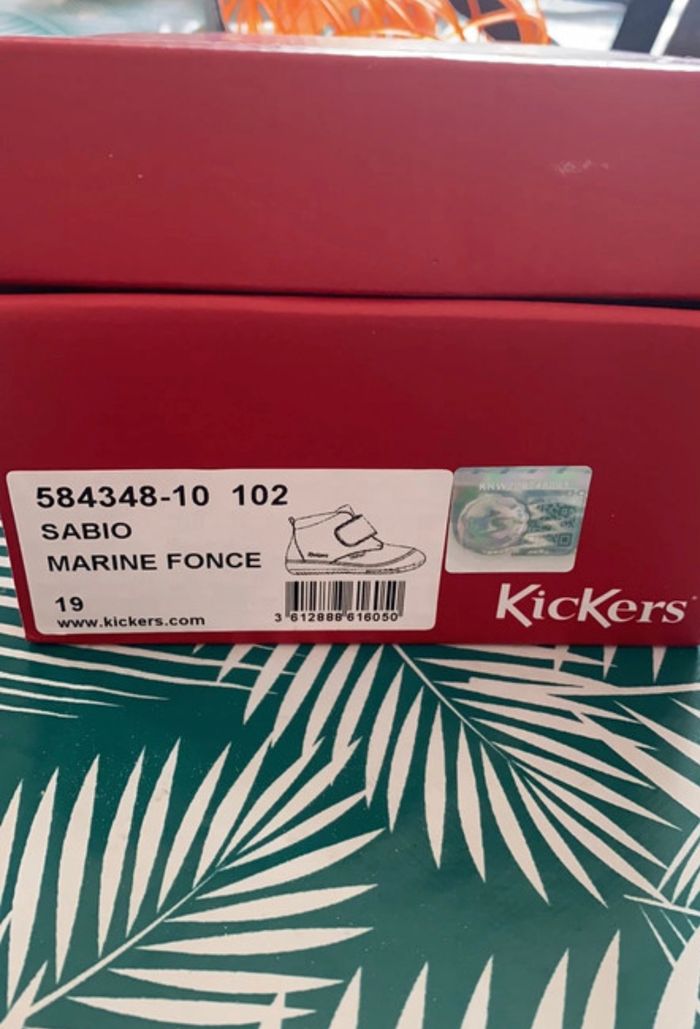 584348-10 102
SABIO
MARINE FONCE
19
www.kickers.com
3 612888 616050
KicKers